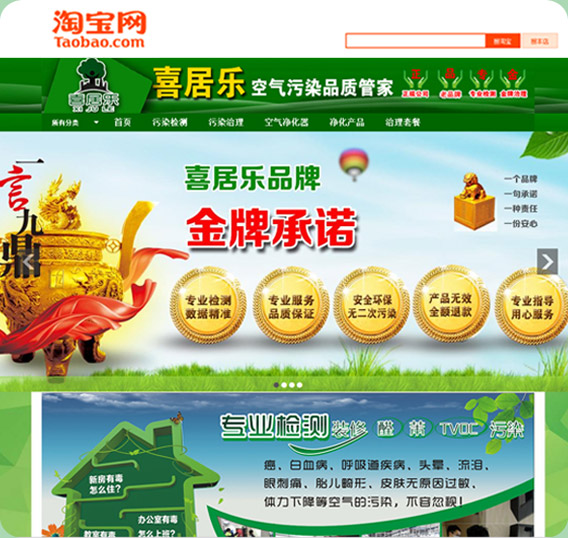 淘宝网
Taobao.com
搜淘宝
搜本店
喜居乐
喜居乐 空气污染品质管家
正 品 专 金
正规公司 老品牌 专业检测 金牌治理
所有分类 首页 污染检测 污染治理 空气净化器 净化产品 治理套餐
一言九鼎
喜居乐品牌
金牌承诺
一个品牌
一句承诺
一种责任
一份安心
专业检测
数据精准
专业服务
品质保证
安全环保
无二次污染
产品无效
全额退款
专业指导
用心服务
专业检测 装修 醛 苯 TVOC 污染
癌、白血病、呼吸道疾病、头晕、流泪、
眼刺痛、胎儿畸形、皮肤无原因过敏、
体力下降等空气的污染，不容忽视！
新房有毒
怎么住？
办公室有毒
怎么上班？
教室有毒